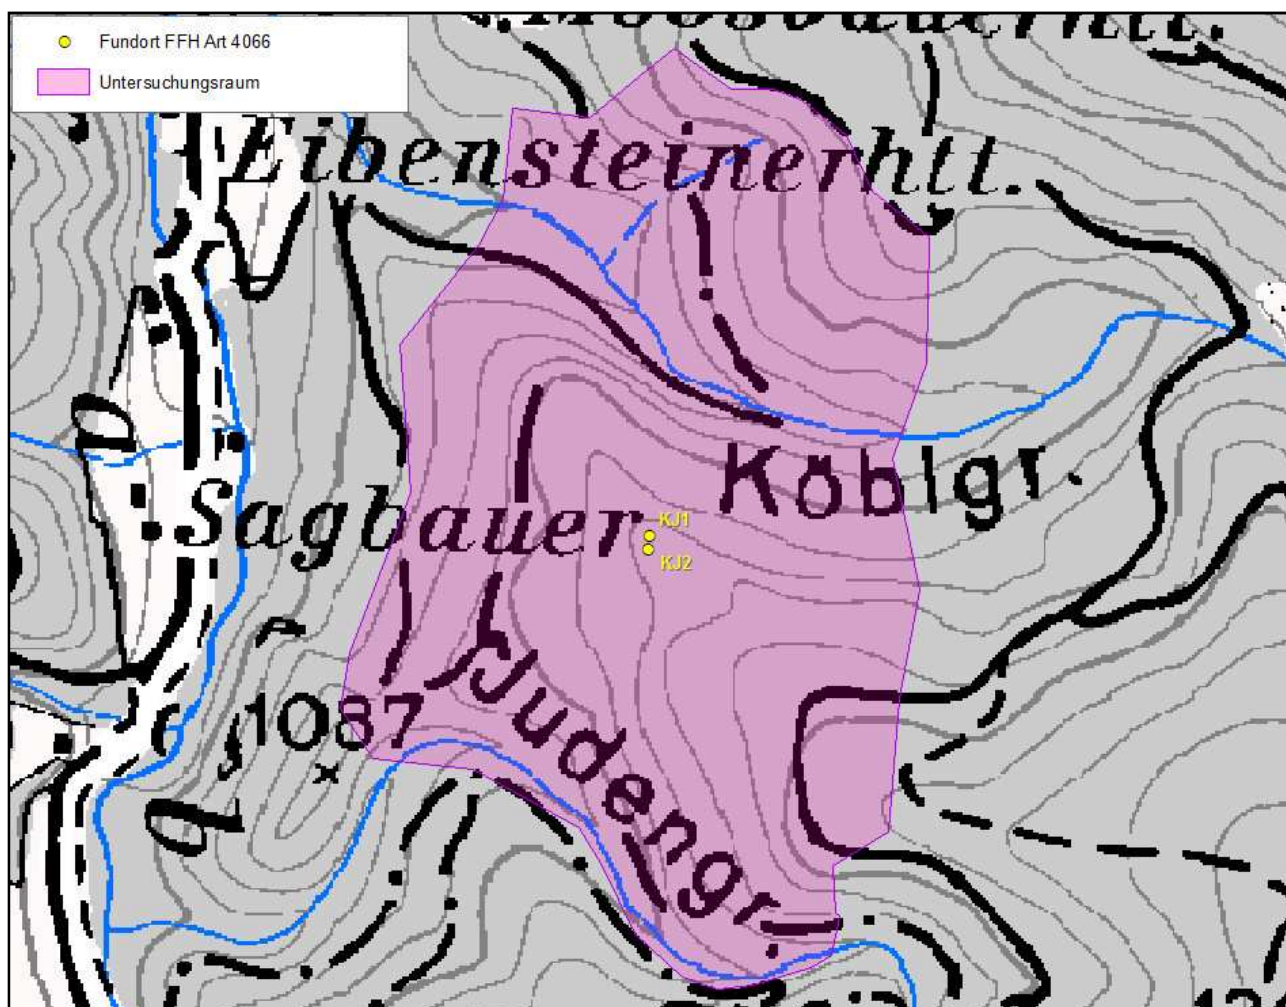 Fundort FFH Art 4066
Untersuchungsraum
Eibensteinerhtt.
Köblgr.
Sagbauer
KJ1
KJ2
1087
Judengr.